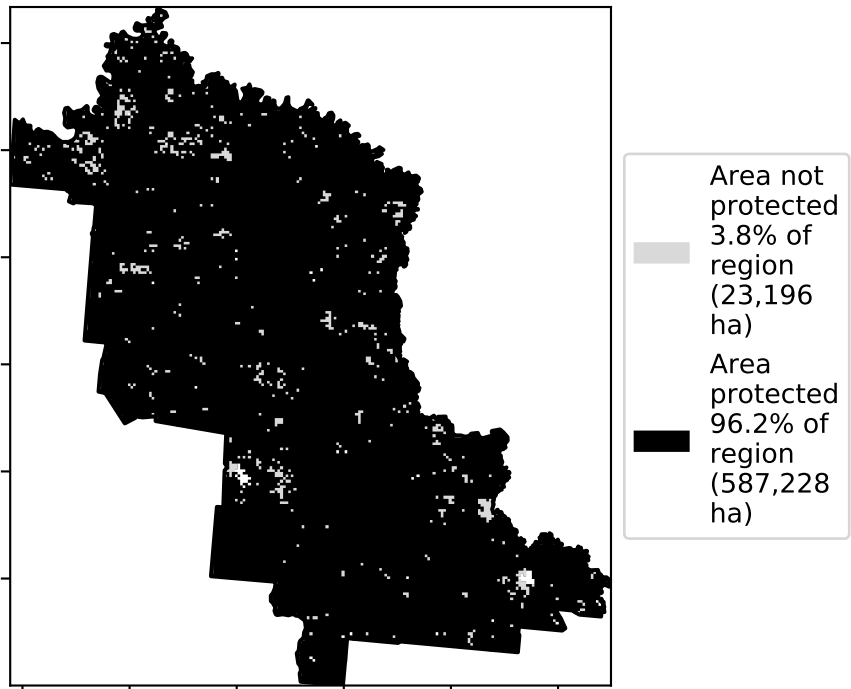 Area not
protected
3.8% of
region
(23,196
ha)
Area
protected
96.2% of
region
(587,228
ha)